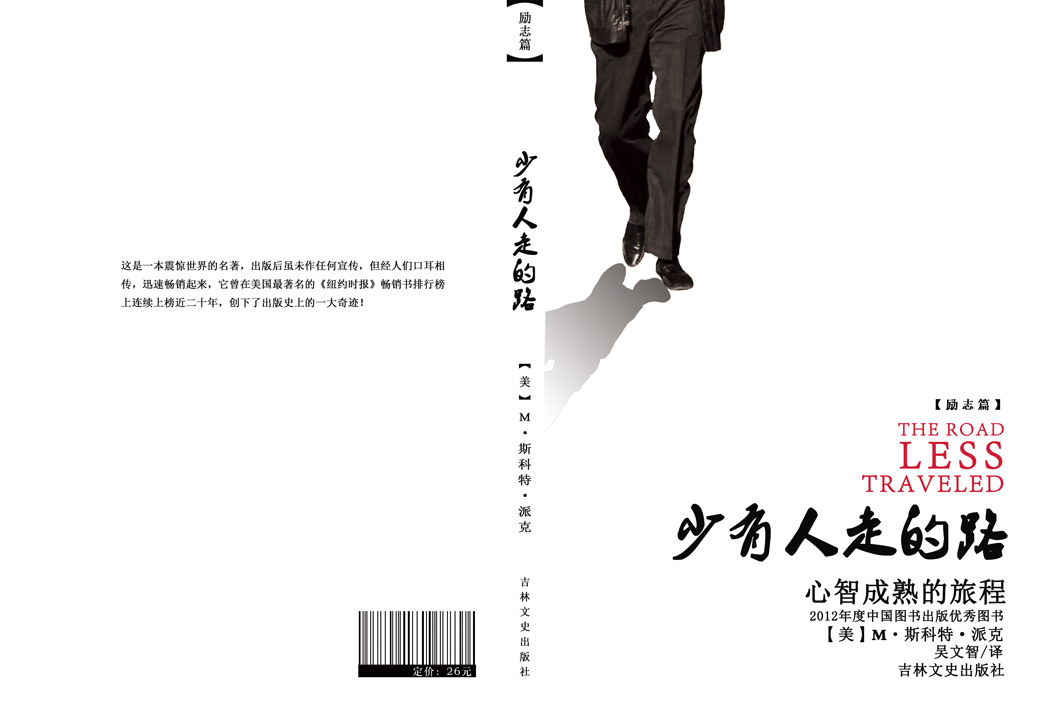 这是一本震惊世界的名著，出版后虽未作任何宣传，但经人们口耳相
传，迅速畅销起来，它曾在美国最著名的《纽约时报》畅销书排行榜
上连续上榜近二十年，创下了出版史上的一大奇迹！
定价：26元
【励志篇】
少有人走的路
【美】M·斯科特·派克
吉林文史出版社
【励志篇】
THE ROAD
LESS
TRAVELED
少有人走的路
心智成熟的旅程
2012年度中国图书出版优秀图书
【美】M·斯科特·派克
吴文智/译
吉林文史出版社